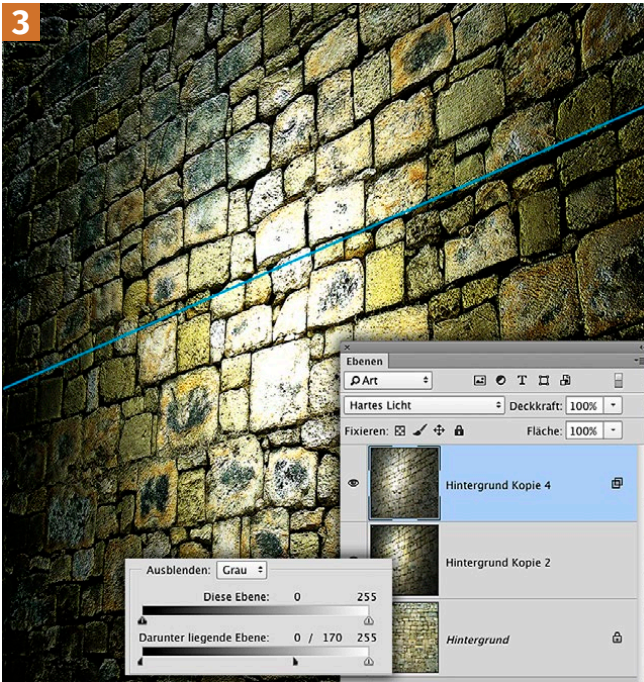 3
Ebenen
Art
T
Hartes Licht Deckkraft: 100%
Fixieren: Fläche: 100%
Hintergrund Kopie 4
Hintergrund Kopie 2
Hintergrund
Ausblenden: Grau
Diese Ebene: 0 255
Darunter liegende Ebene: 0 / 170 255